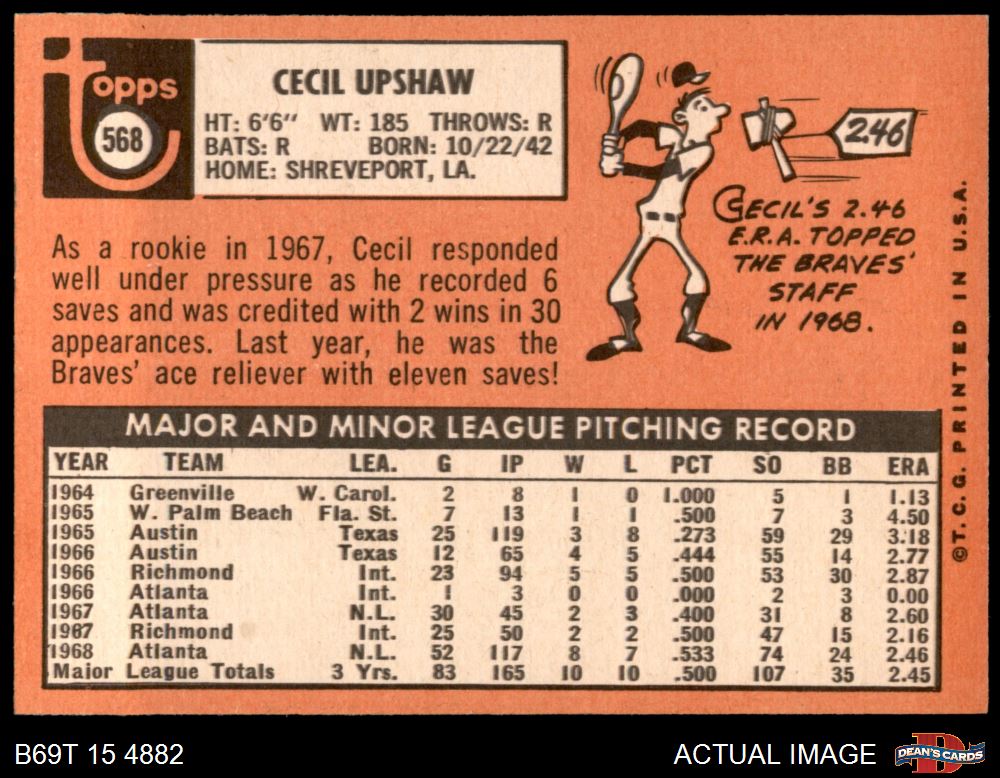 Topps
568
CECIL UPSHAW
HT: 6'6" WT: 185 THROWS: R
BATS: R BORN: 10/22/42
HOME: SHREVEPORT, LA.
2.46
CECIL'S 2.46
E.R.A. TOPPED
THE BRAVES'
STAFF
IN 1968.
As a rookie in 1967, Cecil responded
well under pressure as he recorded 6
saves and was credited with 2 wins in 30
appearances. Last year, he was the
Braves' ace reliever with eleven saves!
MAJOR AND MINOR LEAGUE PITCHING RECORD
YEAR TEAM LEA. G IP W L PCT SO BB ERA
1964 Greenville W. Carol. 2 8 1 0 1.000 5 1 1.13
1965 W. Palm Beach Fla. St. 7 13 1 1 .500 7 3 4.50
1965 Austin Texas 25 119 3 8 .273 59 29 3.18
1966 Austin Texas 12 65 4 5 .444 55 14 2.77
1966 Richmond Int. 23 94 5 5 .500 53 30 2.87
1966 Atlanta Int. 1 3 0 0 .000 2 3 0.00
1967 Atlanta N.L. 30 45 2 3 .400 31 8 2.60
1967 Richmond Int. 25 50 2 2 .500 47 15 2.16
1968 Atlanta N.L. 52 117 8 7 .533 74 24 2.46
Major League Totals 3 Yrs. 83 165 10 10 .500 107 35 2.45
©T.C.G. PRINTED IN U.S.A.
B69T 15 4882
ACTUAL IMAGE
D
DEAN'S CARDS